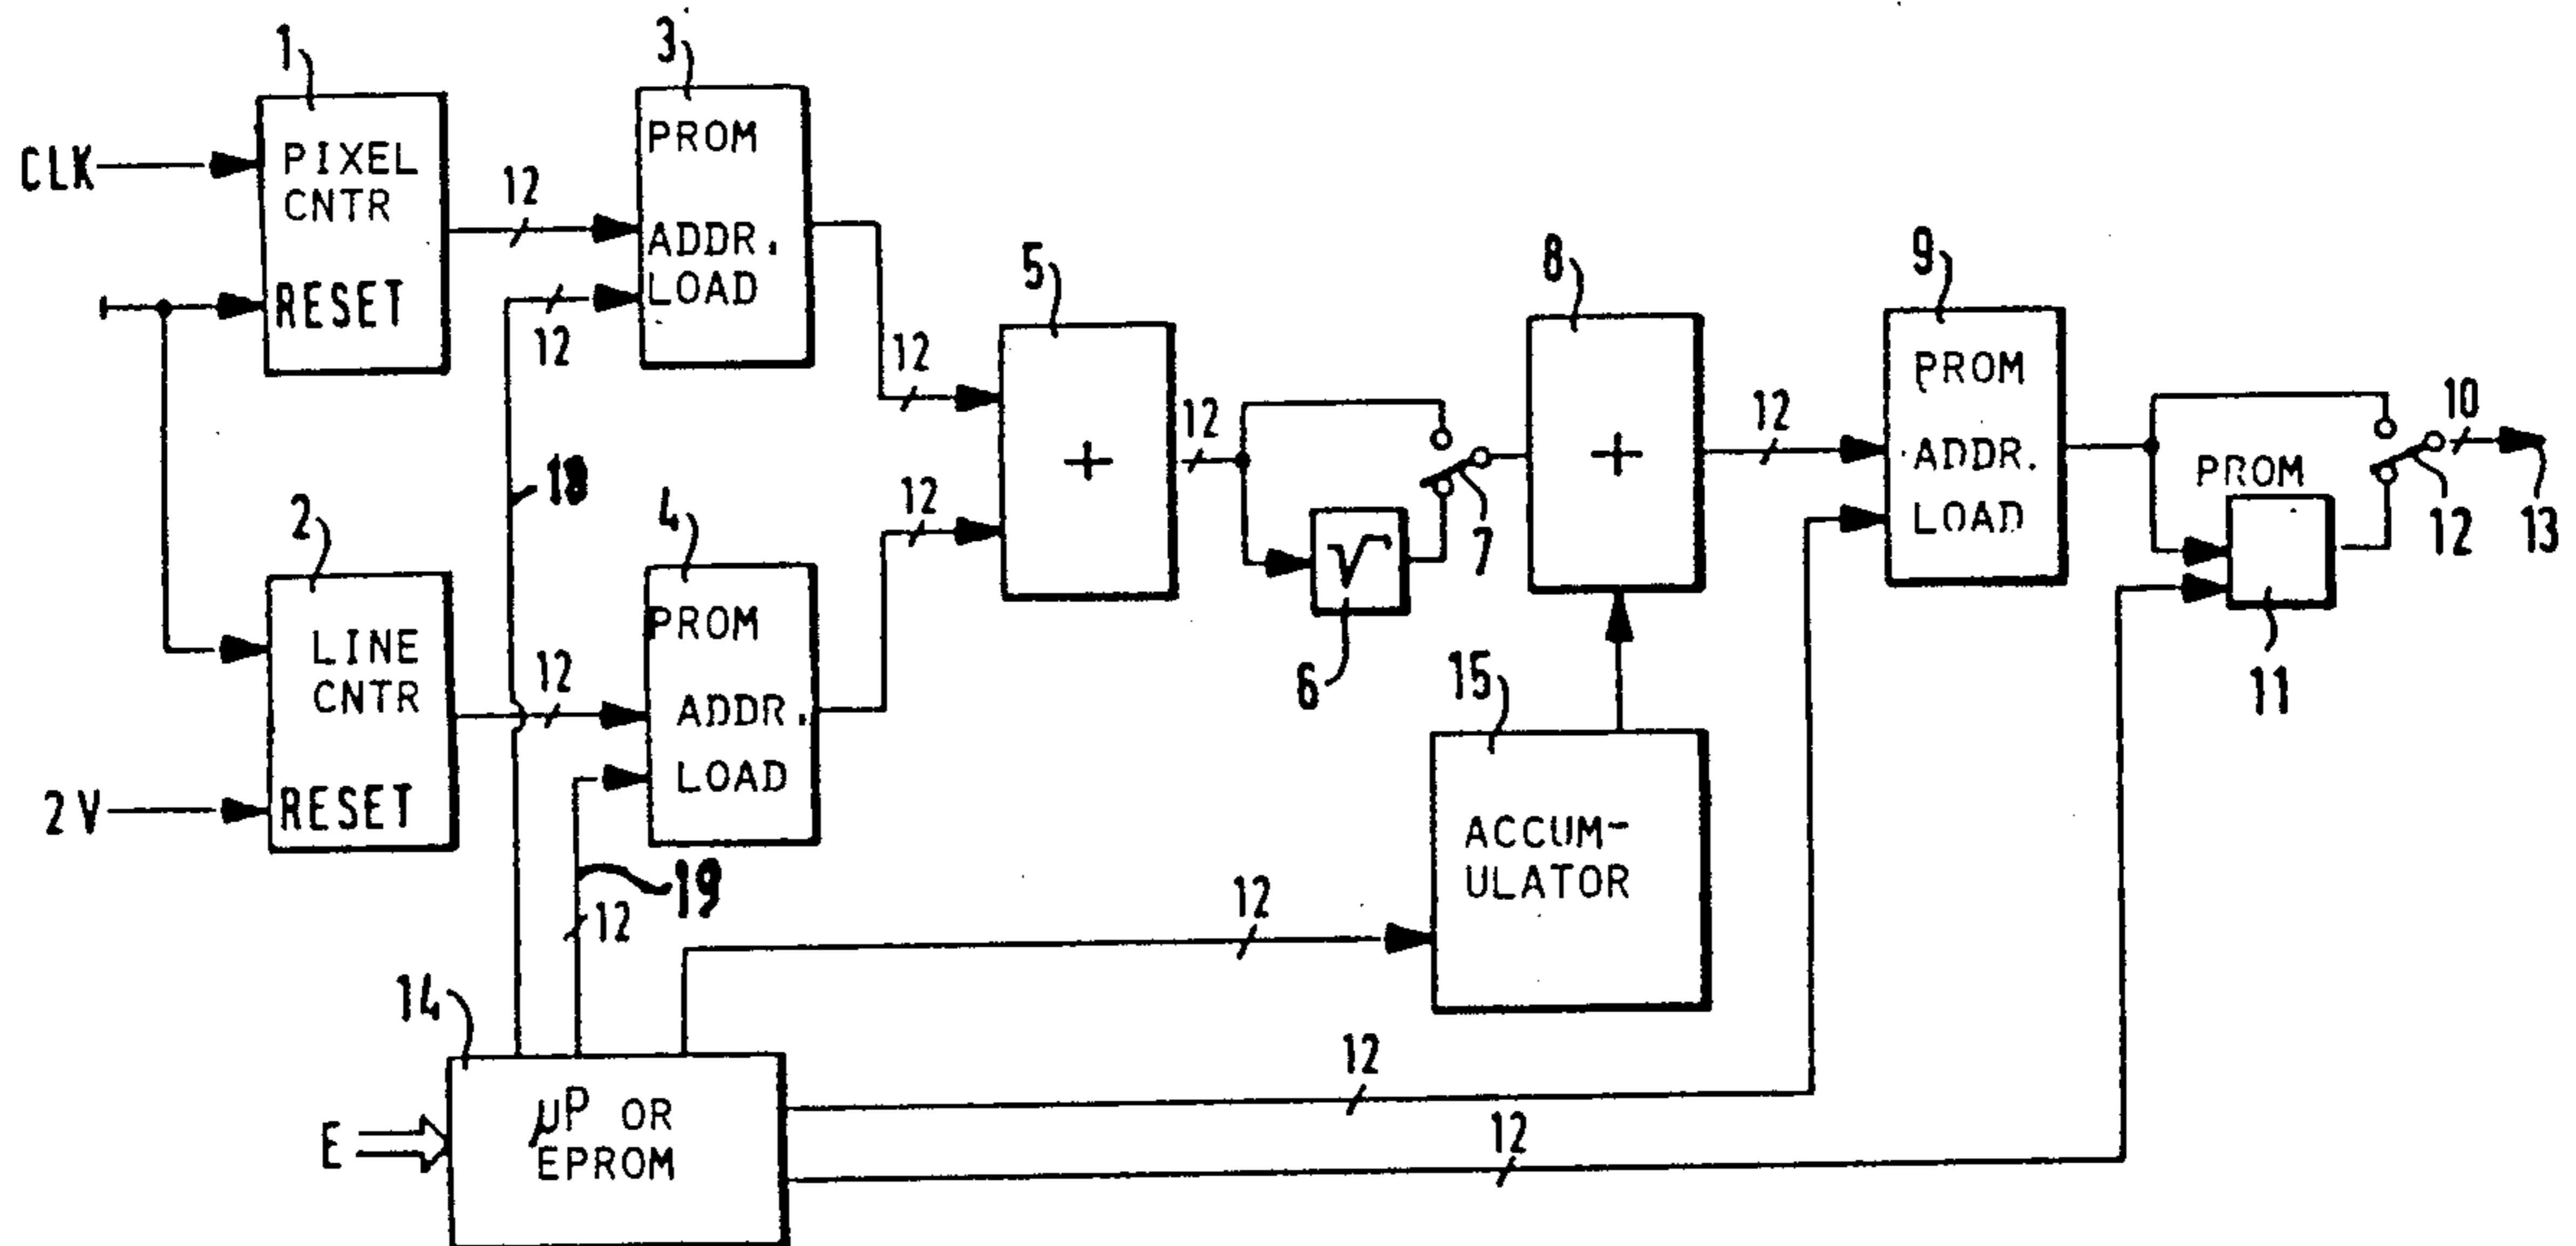 1
CLK
PIXEL
CNTR
RESET
12
3
PROM
ADDR.
LOAD
12
18
2
LINE
CNTR
RESET
2V
12
4
PROM
ADDR.
LOAD
19
12
12
12
5
+
12
6
√
7
8
+
12
9
PROM
ADDR.
LOAD
PROM
11
10
12
13
15
ACCUM-
ULATOR
12
12
12
14
E
µP OR
EPROM